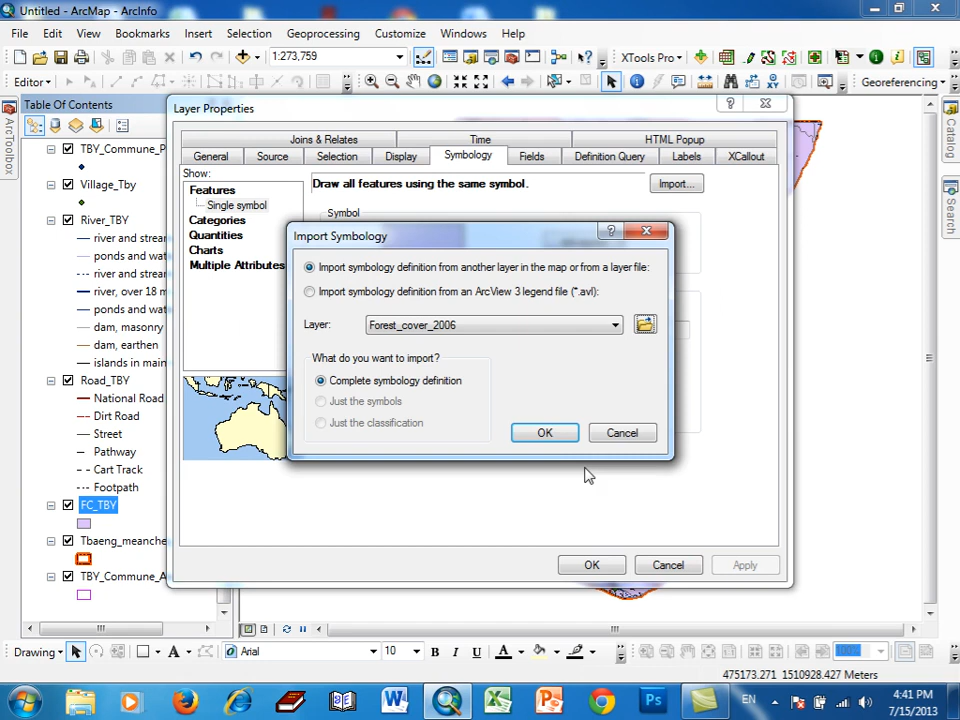 Untitled - ArcMap - ArcInfo
File Edit View Bookmarks Insert Selection Geoprocessing Customize Windows Help
1:273,759 XTools Pro
Editor Georeferencing
Table Of Contents
ArcToolbox
TBY_Commune_P
Village_Tby
River_TBY
river and strean
ponds and wate
river and strean
river, over 18 m
ponds and wate
dam, masonry
dam, earthen
islands in main
Road_TBY
National Road
Dirt Road
Street
Pathway
Cart Track
Footpath
FC_TBY
Tbaeng_meanche
TBY_Commune_A
Layer Properties
Joins & Relates Time HTML Popup
General Source Selection Display Symbology Fields Definition Query Labels XCallout
Show:
Features
Single symbol
Categories
Quantities
Charts
Multiple Attributes
Draw all features using the same symbol.
Import...
Symbol
Import Symbology
Import symbology definition from another layer in the map or from a layer file:
Import symbology definition from an ArcView 3 legend file (*.avl):
Layer: Forest_cover_2006
What do you want to import?
Complete symbology definition
Just the symbols
Just the classification
OK Cancel
OK Cancel Apply
Catalog
Search
Drawing Arial 10 B I U A 100%
475173.271 1510928.427 Meters
EN 4:41 PM
7/15/2013